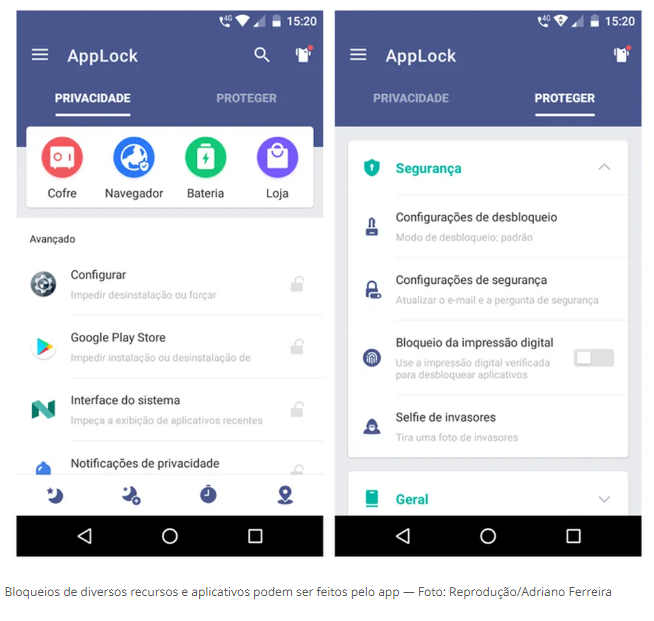 4G 15:20
AppLock
PRIVACIDADE PROTEGER
Cofre Navegador Bateria Loja
Avançado
Configurar
Impedir desinstalação ou forçar
Google Play Store
Impedir instalação ou desinstalação de
Interface do sistema
Impeça a exibição de aplicativos recentes
Notificações de privacidade
4G 15:20
AppLock
PRIVACIDADE PROTEGER
Segurança
Configurações de desbloqueio
Modo de desbloqueio: padrão
Configurações de segurança
Atualizar o e-mail e a pergunta de segurança
Bloqueio da impressão digital
Use a impressão digital verificada
para desbloquear aplicativos
Selfie de invasores
Tira uma foto de invasores
Geral
Bloqueios de diversos recursos e aplicativos podem ser feitos pelo app — Foto: Reprodução/Adriano Ferreira